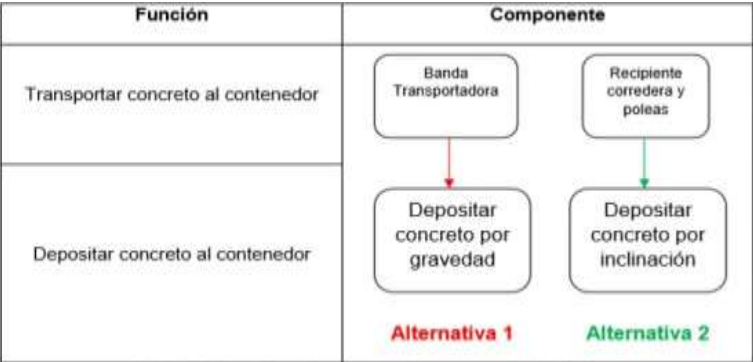 Función
Componente
Transportar concreto al contenedor
Banda
Transportadora
Recipiente
corredera y
poleas
Depositar concreto al contenedor
Depositar
concreto por
gravedad
Depositar
concreto por
inclinación
Alternativa 1
Alternativa 2